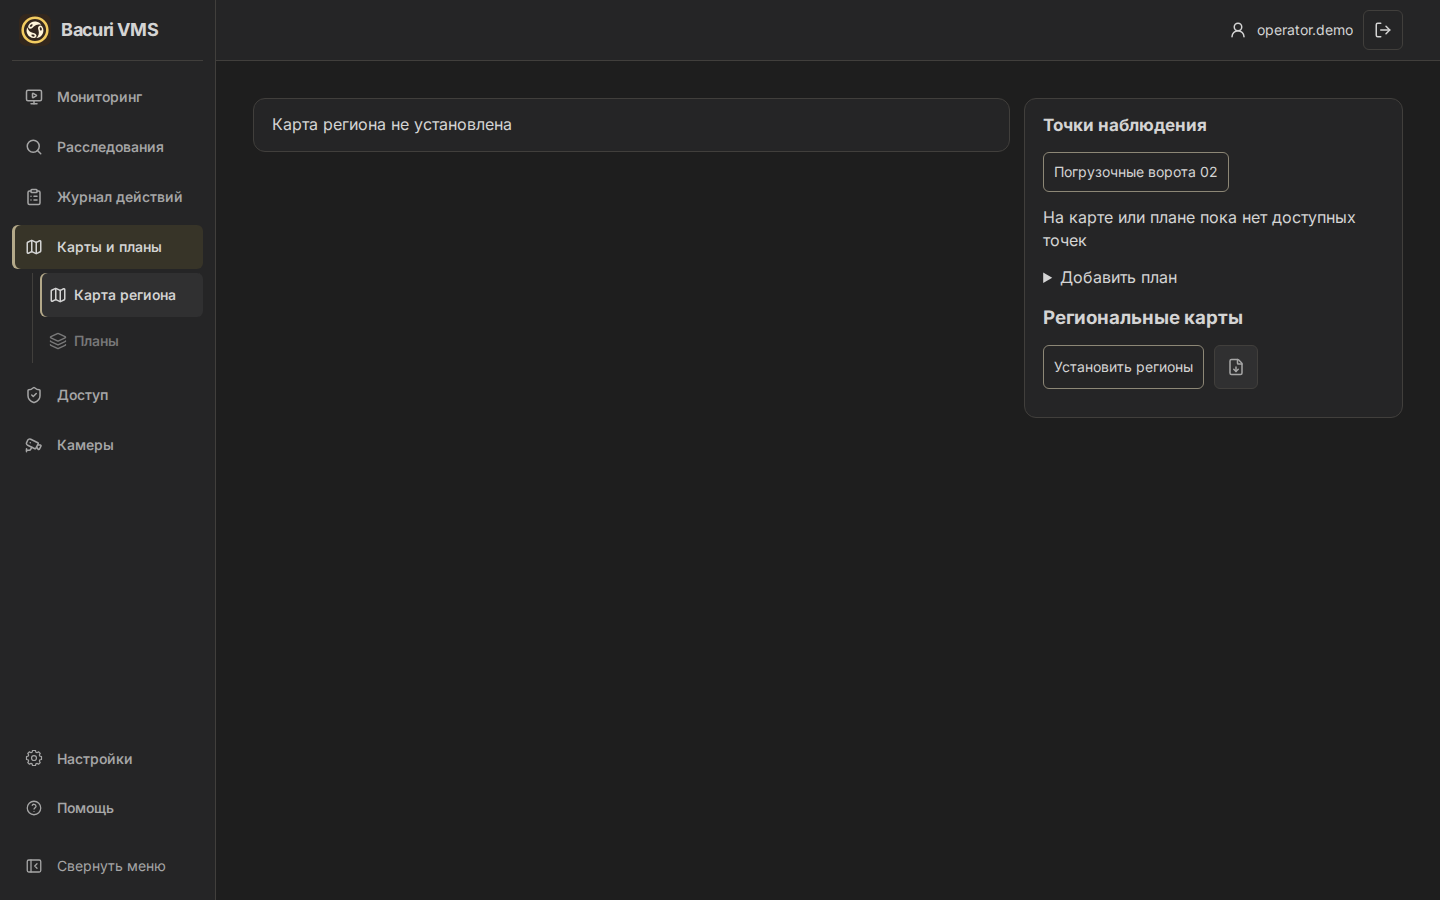 Bacuri VMS
operator.demo
Мониторинг
Расследования
Журнал действий
Карты и планы
Карта региона
Планы
Доступ
Камеры
Настройки
Помощь
Свернуть меню
Карта региона не установлена
Точки наблюдения
Погрузочные ворота 02
На карте или плане пока нет доступных
точек
Добавить план
Региональные карты
Установить регионы